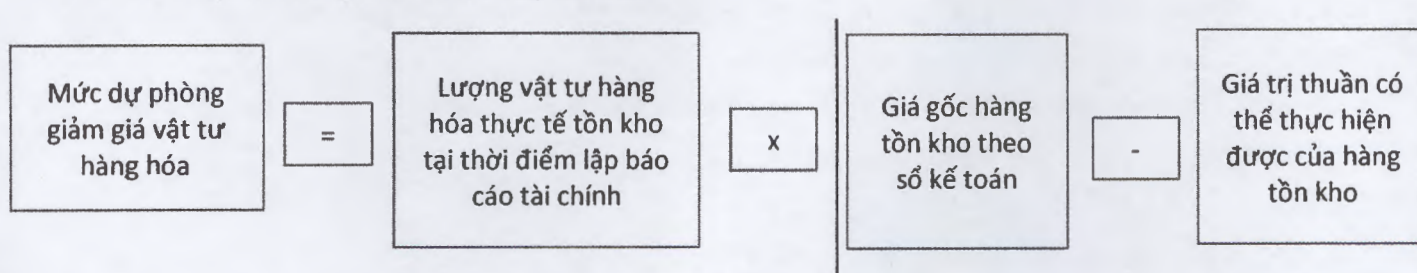 Mức dự phòng
giảm giá vật tư
hàng hóa
=
Lượng vật tư hàng
hóa thực tế tồn kho
tại thời điểm lập báo
cáo tài chính
x
Giá gốc hàng
tồn kho theo
sổ kế toán
-
Giá trị thuần có
thể thực hiện
được của hàng
tồn kho